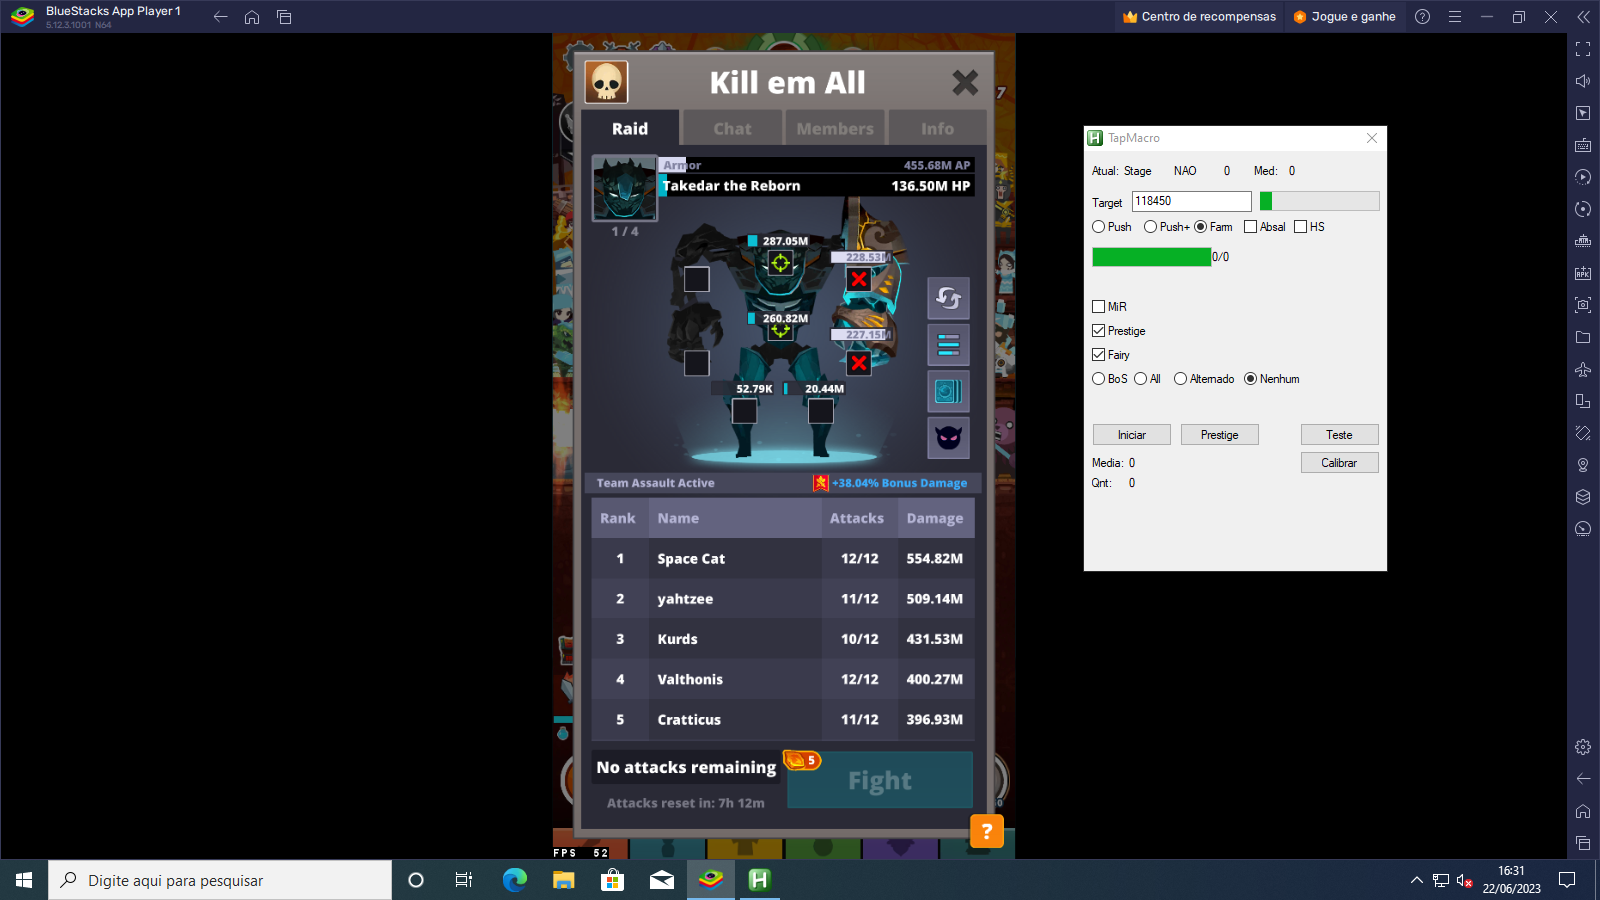 BlueStacks App Player 1
5.12.3.1001 N64
Centro de recompensas
Jogue e ganhe
Kill em All
Raid
Chat
Members
Info
Armor
455.68M AP
Takedar the Reborn
136.50M HP
1 / 4
287.05M
228.53M
260.82M
227.15M
52.79K
20.44M
Team Assault Active
+38.04% Bonus Damage
Rank Name Attacks Damage
1 Space Cat 12/12 554.82M
2 yahtzee 11/12 509.14M
3 Kurds 10/12 431.53M
4 Valthonis 12/12 400.27M
5 Cratticus 11/12 396.93M
No attacks remaining
5
Fight
Attacks reset in: 7h 12m
?
FPS 52
TapMacro
Atual: Stage NAO 0 Med: 0
Target 118450
Push Push+ Farm Absal HS
0/0
MiR
Prestige
Fairy
BoS All Alternado Nenhum
Iniciar
Prestige
Teste
Media: 0
Calibrar
Qnt: 0
APK
Digite aqui para pesquisar
16:31
22/06/2023